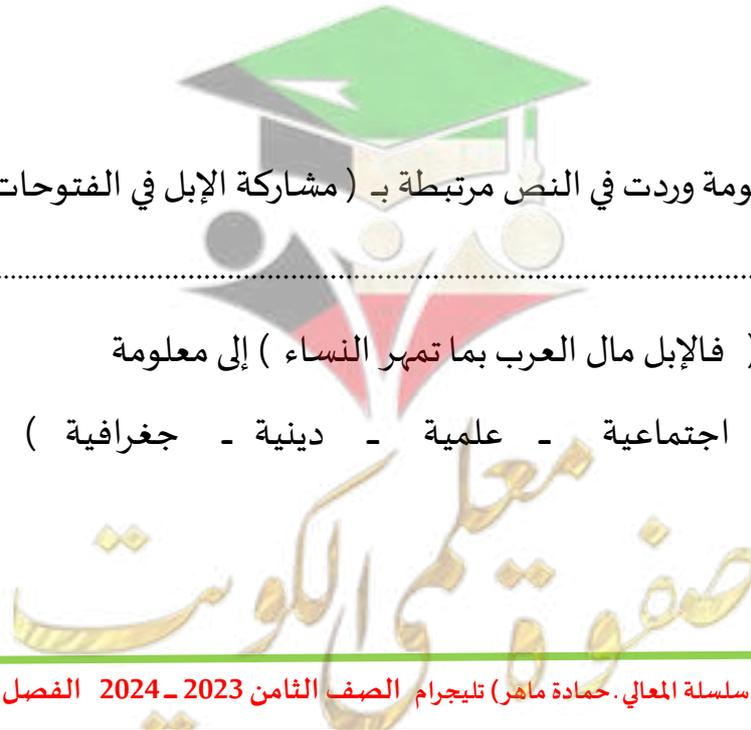 ومة وردت في النص مرتبطة بـ ( مشاركة الإبل في الفتوحات
................................................................
( فالإبل مال العرب بما تمهر النساء ) إلى معلومة
اجتماعية ـ علمية ـ دينية ـ جغرافية )
صفوة معلمى الكويت
سلسلة المعالي . حمادة ماهر) تليجرام الصف الثامن 2023 ـ 2024 الفصل